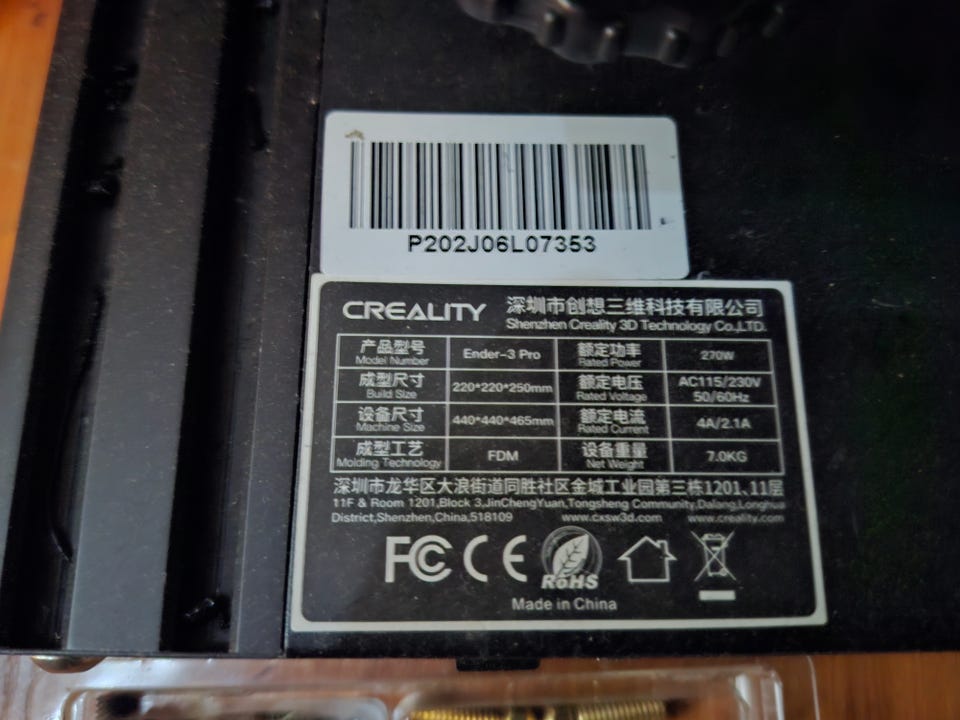 P202J06L07353
CREALITY 深圳市创想三维科技有限公司
Shenzhen Creality 3D Technology Co.,LTD.
产品型号 Ender-3 Pro 额定功率 270W
Model Number Rated Power
成型尺寸 220*220*250mm 额定电压 AC115/230V
Build Size Rated Voltage 50/60Hz
设备尺寸 440*440*465mm 额定电流 4A/2.1A
Machine Size Rated Current
成型工艺 FDM 设备重量 7.0KG
Molding Technology Net Weight
深圳市龙华区大浪街道同胜社区金城工业园第三栋1201、11层
11F & Room 1201,Block 3,JinChengYuan,Tongsheng Community,Dalang,Longhua
District,Shenzhen,China,518109 www.cxsw3d.com www.creality.com
FC CE RoHS
Made in China